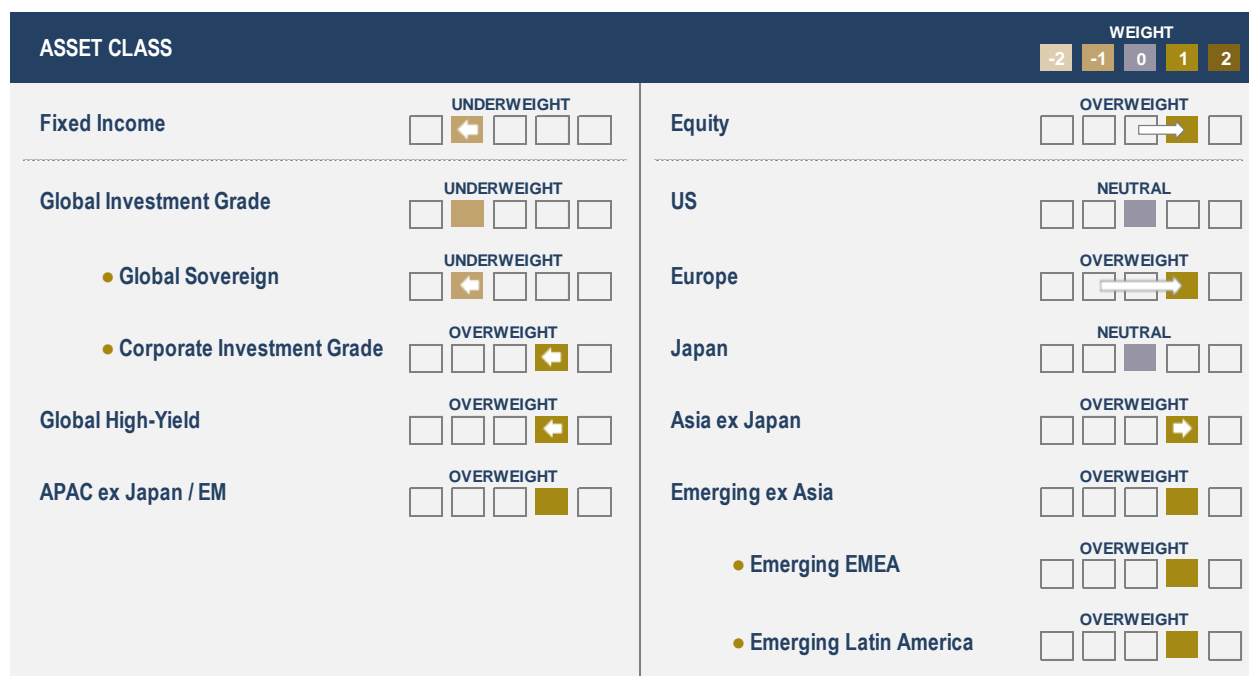 ASSET CLASS
WEIGHT
-2 -1 0 1 2
UNDERWEIGHT
Fixed Income
UNDERWEIGHT
Global Investment Grade
UNDERWEIGHT
● Global Sovereign
OVERWEIGHT
● Corporate Investment Grade
OVERWEIGHT
Global High-Yield
OVERWEIGHT
APAC ex Japan / EM
OVERWEIGHT
Equity
NEUTRAL
US
OVERWEIGHT
Europe
NEUTRAL
Japan
OVERWEIGHT
Asia ex Japan
OVERWEIGHT
Emerging ex Asia
OVERWEIGHT
● Emerging EMEA
OVERWEIGHT
● Emerging Latin America